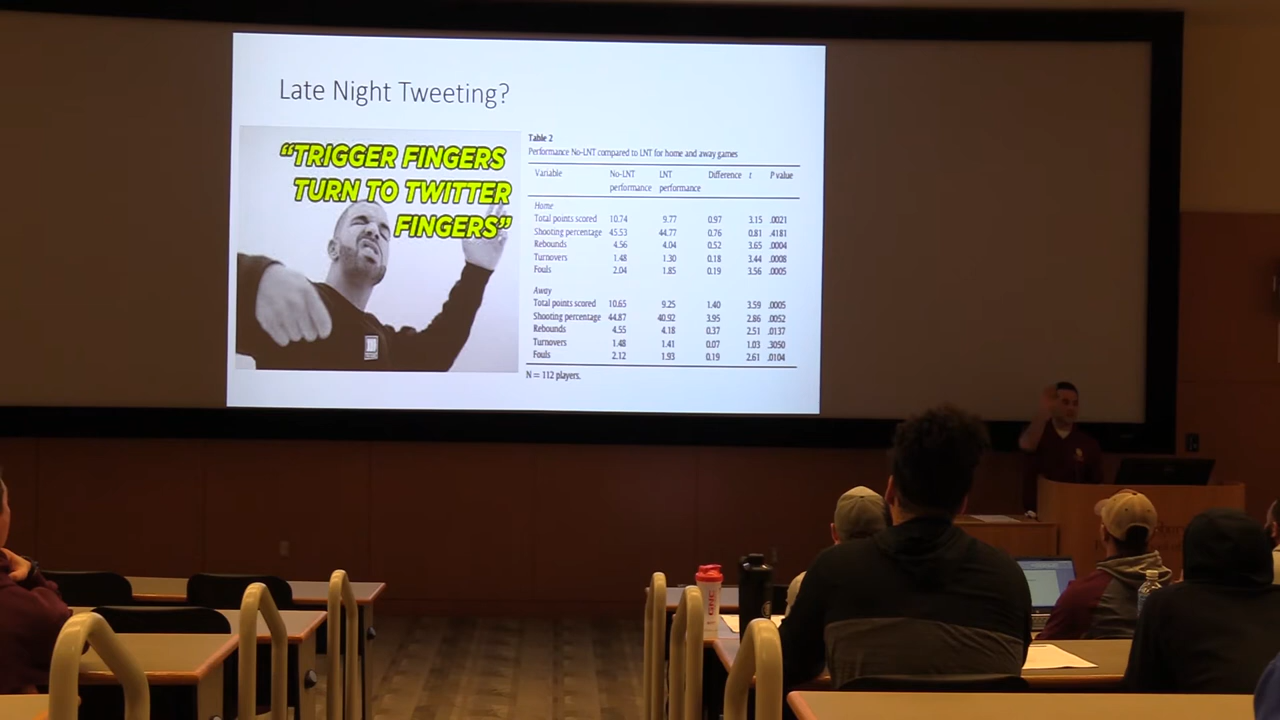 Late Night Tweeting?
“TRIGGER FINGERS
TURN TO TWITTER
FINGERS”
Table 2
Performance No-LNT compared to LNT for home and away games
Variable No-LNT performance LNT performance Difference t P value
Home
Total points scored 10.74 9.77 0.97 3.15 .0021
Shooting percentage 45.53 44.77 0.76 0.81 .4181
Rebounds 4.56 4.04 0.52 3.65 .0004
Turnovers 1.48 1.30 0.18 3.44 .0008
Fouls 2.04 1.85 0.19 3.56 .0005
Away
Total points scored 10.65 9.25 1.40 3.59 .0005
Shooting percentage 44.87 40.92 3.95 2.86 .0052
Rebounds 4.55 4.18 0.37 2.51 .0137
Turnovers 1.48 1.41 0.07 1.03 .3050
Fouls 2.12 1.93 0.19 2.61 .0104
N = 112 players.
GNC